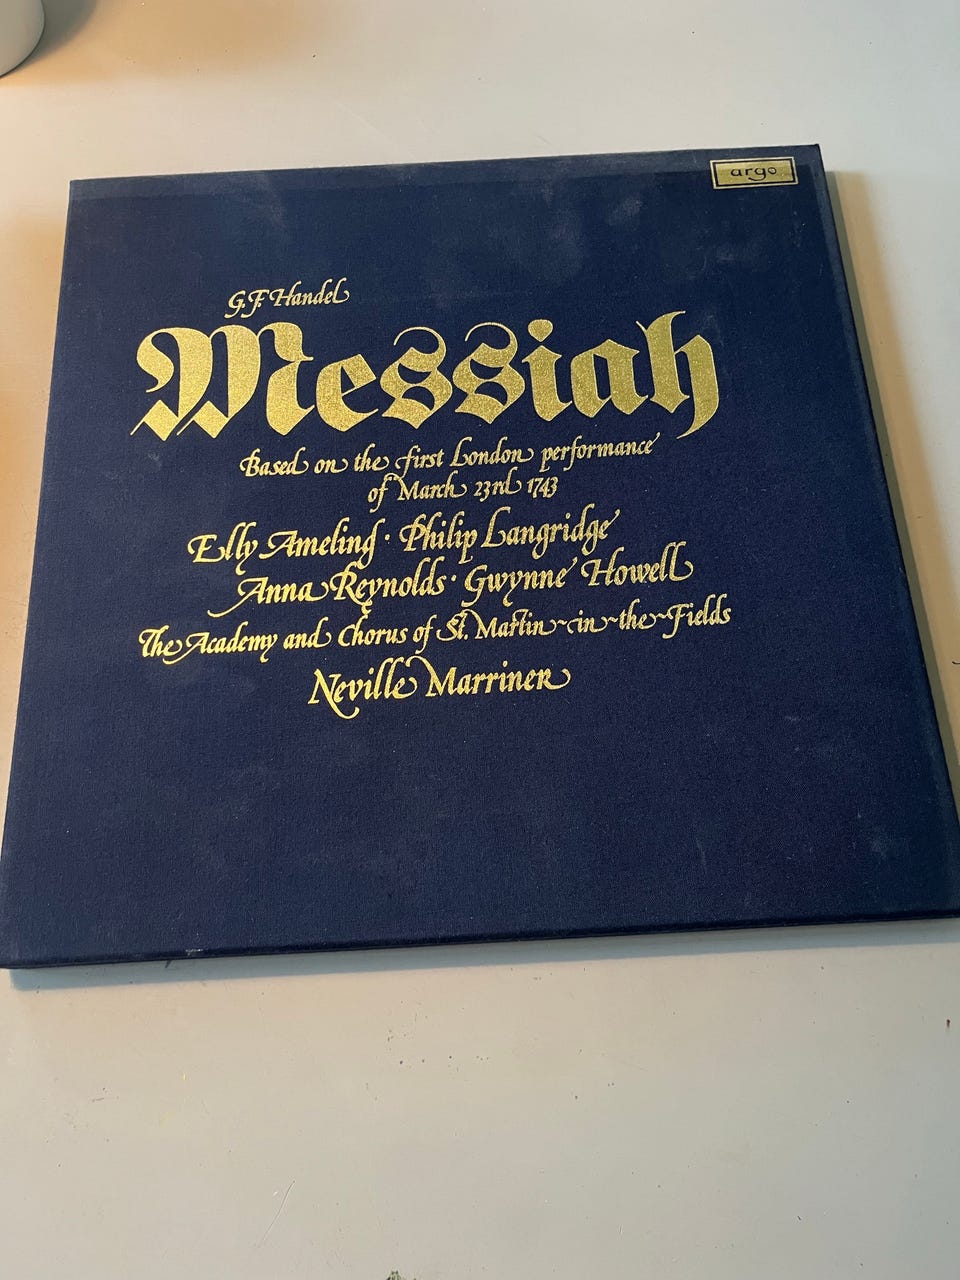 argo
G.F. Handel
Messiah
Based on the first London performance
of March 23rd 1743
Elly Ameling · Philip Langridge
Anna Reynolds · Gwynne Howell
The Academy and Chorus of St. Martin-in-the-Fields
Neville Marriner